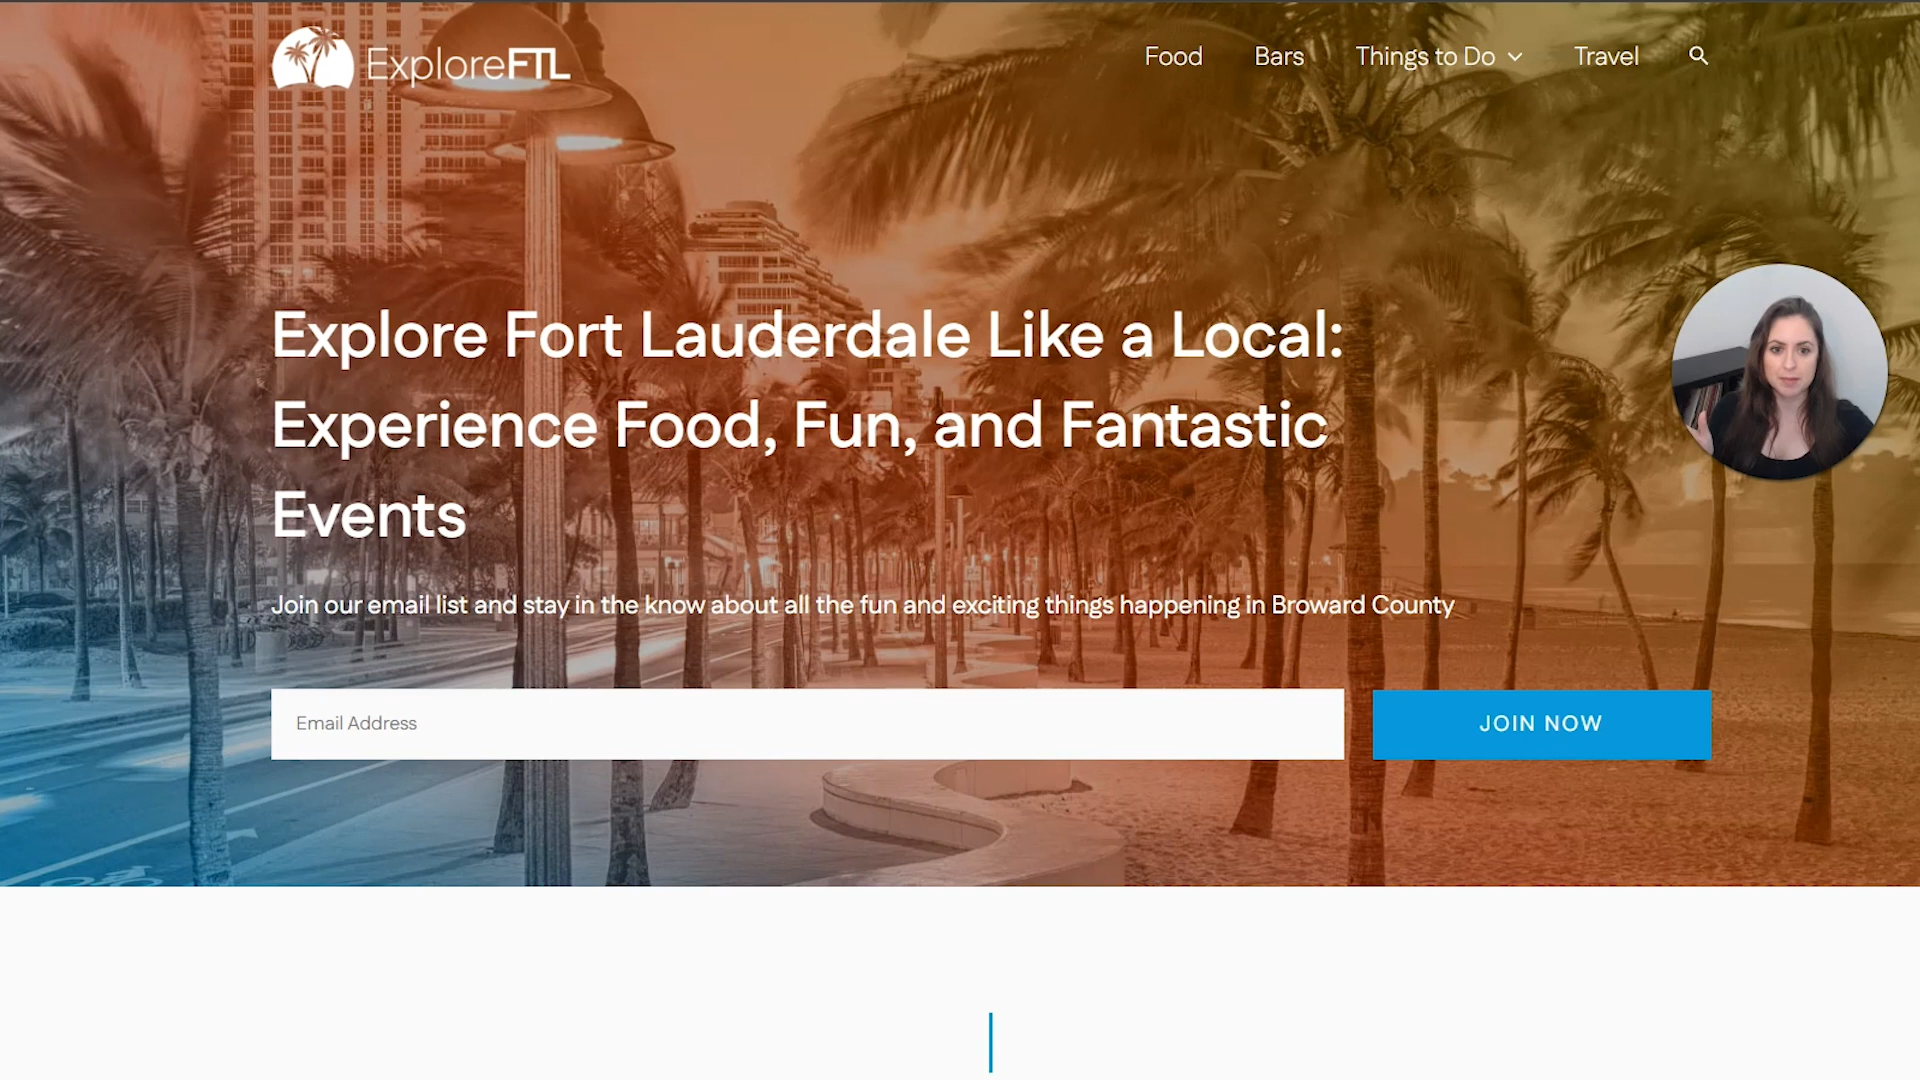 ExploreFTL
Food
Bars
Things to Do
Travel
Explore Fort Lauderdale Like a Local:
Experience Food, Fun, and Fantastic
Events
Join our email list and stay in the know about all the fun and exciting things happening in Broward County
Email Address
JOIN NOW